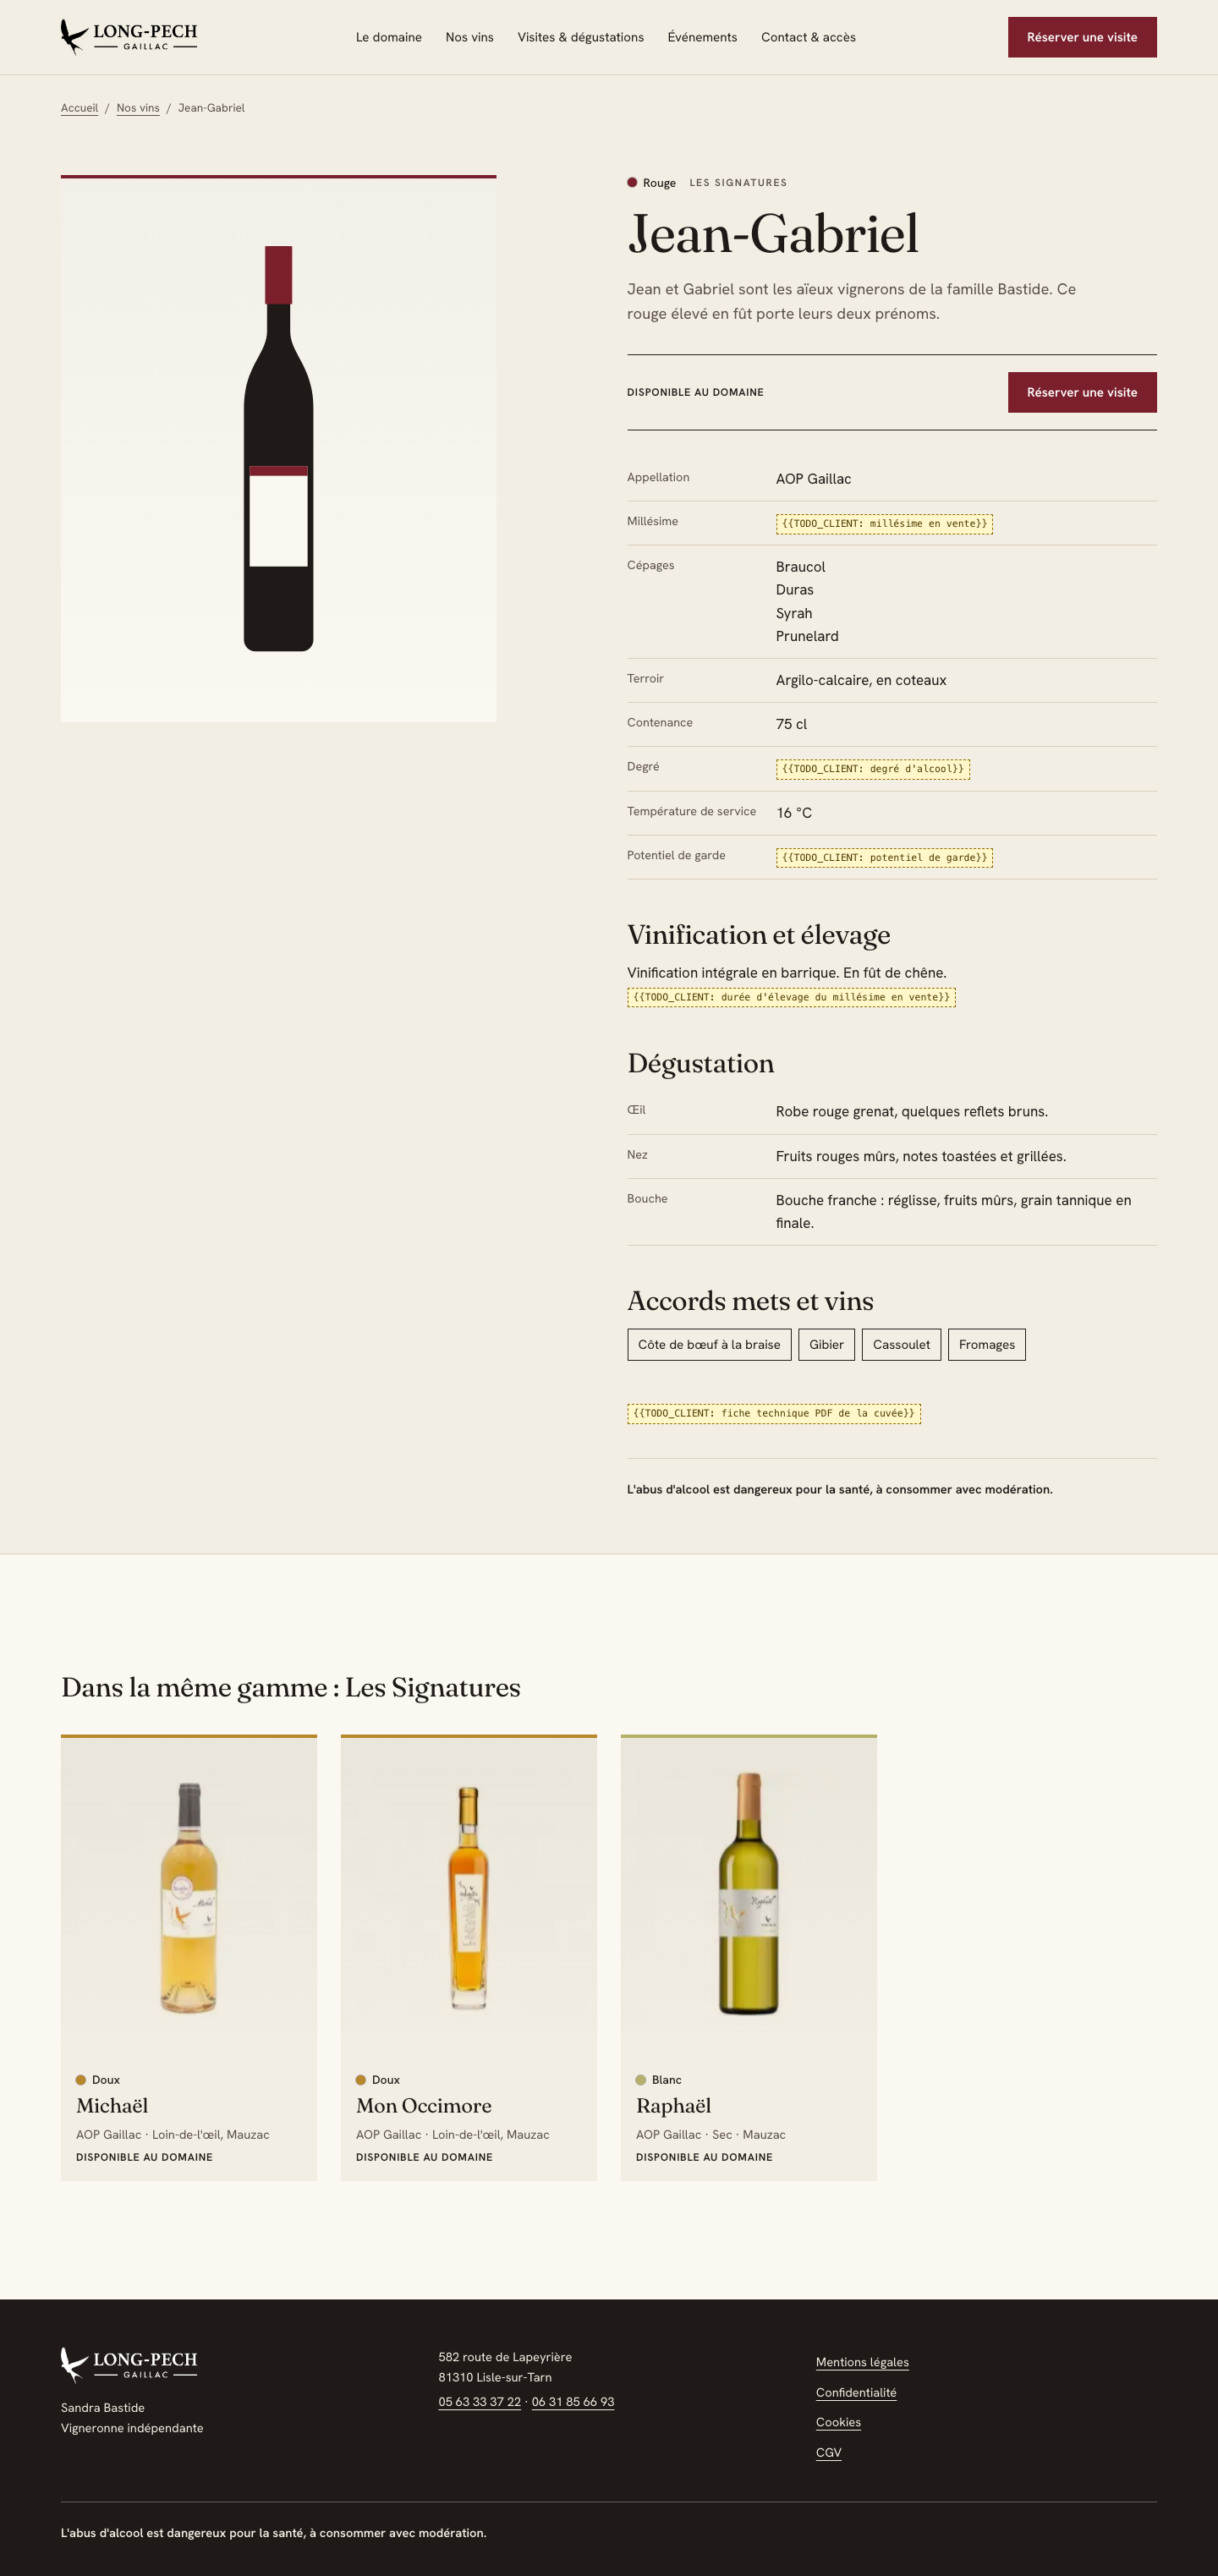 LONG-PECH
GAILLAC
Le domaine
Nos vins
Visites & dégustations
Événements
Contact & accès
Réserver une visite
Accueil / Nos vins / Jean-Gabriel
Rouge LES SIGNATURES
Jean-Gabriel
Jean et Gabriel sont les aïeux vignerons de la famille Bastide. Ce
rouge élevé en fût porte leurs deux prénoms.
DISPONIBLE AU DOMAINE
Réserver une visite
Appellation AOP Gaillac
Millésime {{TODO_CLIENT: millésime en vente}}
Cépages Braucol
Duras
Syrah
Prunelard
Terroir Argilo-calcaire, en coteaux
Contenance 75 cl
Degré {{TODO_CLIENT: degré d'alcool}}
Température de service 16 °C
Potentiel de garde {{TODO_CLIENT: potentiel de garde}}
Vinification et élevage
Vinification intégrale en barrique. En fût de chêne.
{{TODO_CLIENT: durée d'élevage du millésime en vente}}
Dégustation
Œil Robe rouge grenat, quelques reflets bruns.
Nez Fruits rouges mûrs, notes toastées et grillées.
Bouche Bouche franche : réglisse, fruits mûrs, grain tannique en
finale.
Accords mets et vins
Côte de bœuf à la braise
Gibier
Cassoulet
Fromages
{{TODO_CLIENT: fiche technique PDF de la cuvée}}
L'abus d'alcool est dangereux pour la santé, à consommer avec modération.
Dans la même gamme : Les Signatures
Michaël
Raphaël
Doux
Michaël
AOP Gaillac · Loin-de-l'œil, Mauzac
DISPONIBLE AU DOMAINE
Doux
Mon Occimore
AOP Gaillac · Loin-de-l'œil, Mauzac
DISPONIBLE AU DOMAINE
Blanc
Raphaël
AOP Gaillac · Sec · Mauzac
DISPONIBLE AU DOMAINE
LONG-PECH
GAILLAC
Sandra Bastide
Vigneronne indépendante
582 route de Lapeyrière
81310 Lisle-sur-Tarn
05 63 33 37 22 · 06 31 85 66 93
Mentions légales
Confidentialité
Cookies
CGV
L'abus d'alcool est dangereux pour la santé, à consommer avec modération.